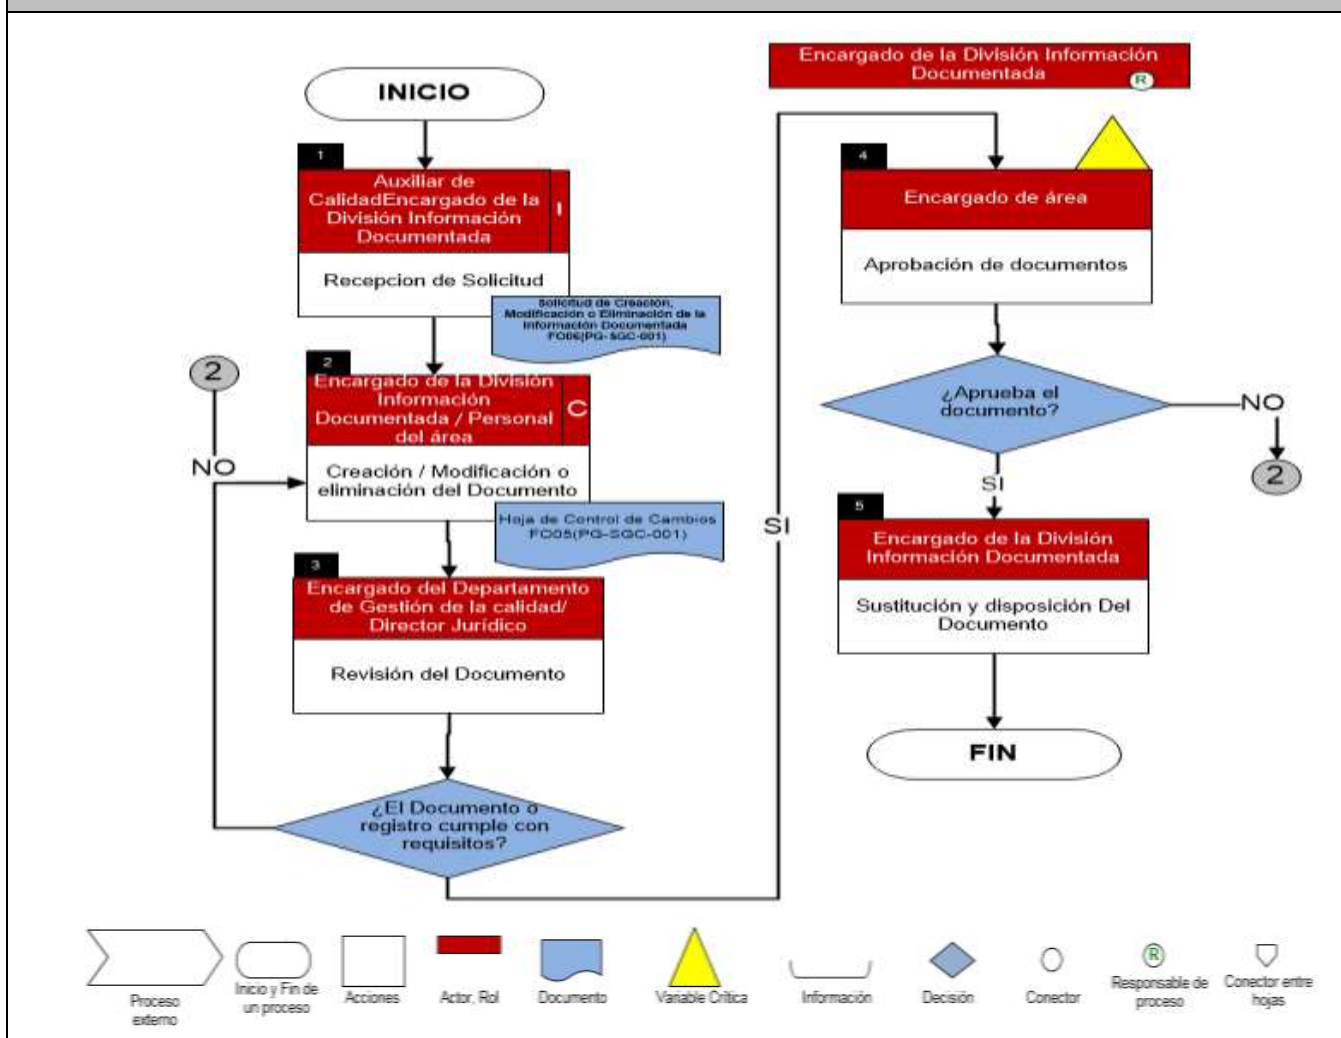 INICIO
1
Auxiliar de
CalidadEncargado de la
División Información
Documentada
I
Recepcion de Solicitud
Solicitud de Creación,
Modificación o Eliminación de la
Información Documentada
FO06(PG-SGC-001)
2
2
Encargado de la División
Información
Documentada / Personal
del área
C
NO
Creación / Modificación o
eliminación del Documento
Hoja de Control de Cambios
FO05(PG-SGC-001)
3
Encargado del Departamento
de Gestión de la calidad/
Director Jurídico
Revisión del Documento
¿El Documento o
registro cumple con
requisitos?
SI
Encargado de la División Información
Documentada
R
4
Encargado de área
Aprobación de documentos
¿Aprueba el
documento?
NO
2
SI
5
Encargado de la División
Información Documentada
Sustitución y disposición Del
Documento
FIN
Proceso
externo
Inicio y Fin de
un proceso
Acciones
Actor, Rol
Documento
Variable Crítica
Información
Decisión
Conector
R
Responsable de
proceso
Conector entre
hojas